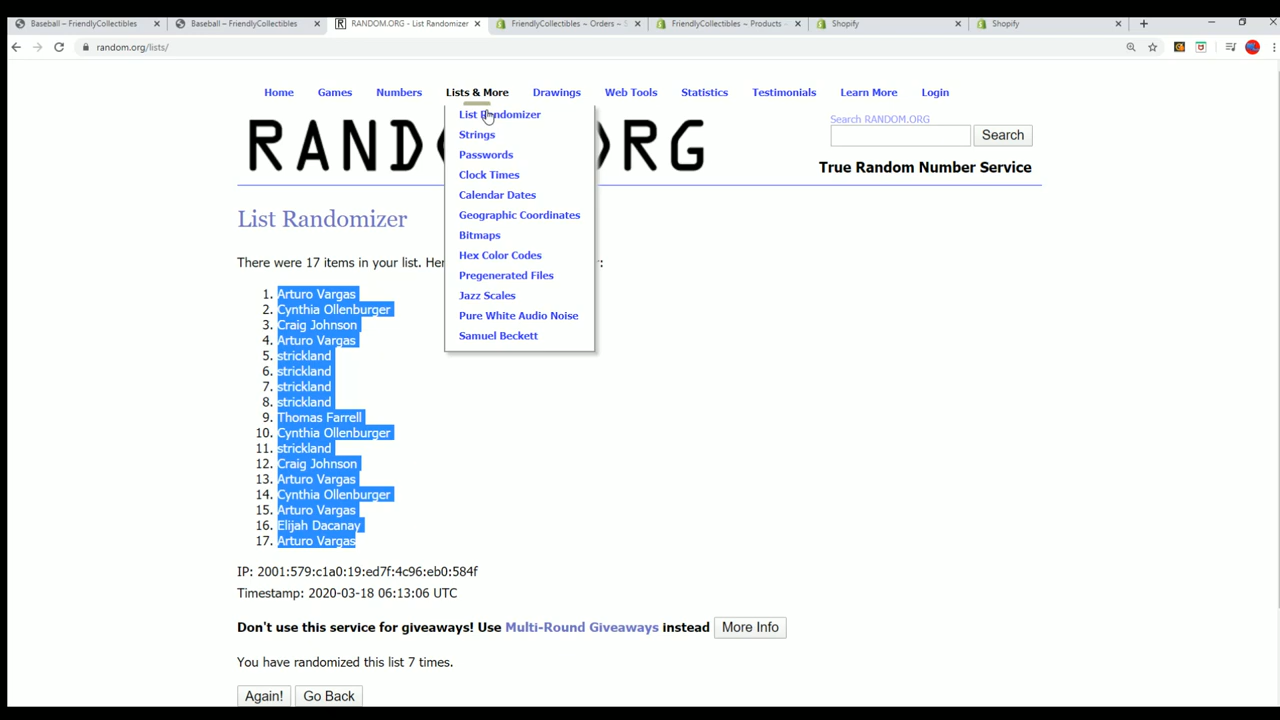 Baseball – FriendlyCollectibles
Baseball – FriendlyCollectibles
RANDOM.ORG - List Randomizer
FriendlyCollectibles ~ Orders ~ S
FriendlyCollectibles ~ Products ~
Shopify
Shopify
random.org/lists/
Home Games Numbers Lists & More Drawings Web Tools Statistics Testimonials Learn More Login
List Randomizer
Strings
Passwords
Clock Times
Calendar Dates
Geographic Coordinates
Bitmaps
Hex Color Codes
Pregenerated Files
Jazz Scales
Pure White Audio Noise
Samuel Beckett
Search RANDOM.ORG
Search
True Random Number Service
List Randomizer
There were 17 items in your list. Her :
1. Arturo Vargas
2. Cynthia Ollenburger
3. Craig Johnson
4. Arturo Vargas
5. strickland
6. strickland
7. strickland
8. strickland
9. Thomas Farrell
10. Cynthia Ollenburger
11. strickland
12. Craig Johnson
13. Arturo Vargas
14. Cynthia Ollenburger
15. Arturo Vargas
16. Elijah Dacanay
17. Arturo Vargas
IP: 2001:579:c1a0:19:ed7f:4c96:eb0:584f
Timestamp: 2020-03-18 06:13:06 UTC
Don't use this service for giveaways! Use Multi-Round Giveaways instead More Info
You have randomized this list 7 times.
Again! Go Back